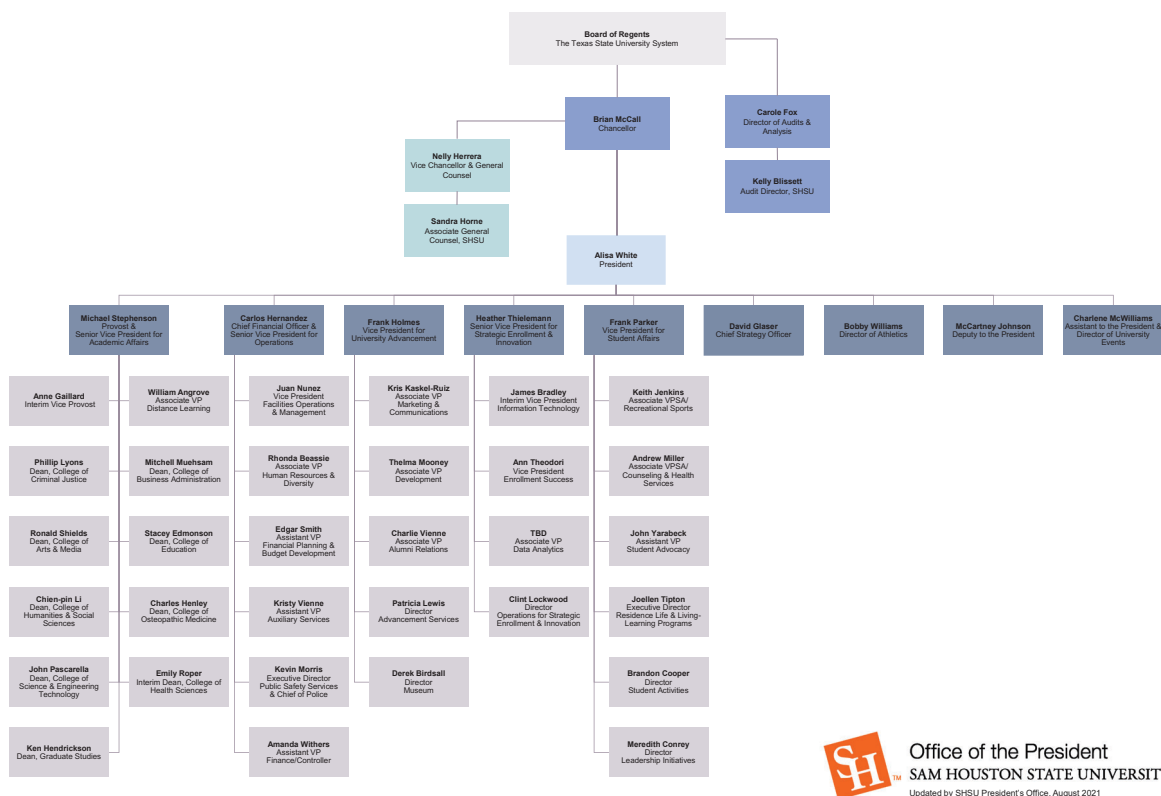 Board of Regents
The Texas State University System
Brian McCall
Chancellor
Carole Fox
Director of Audits &
Analysis
Nelly Herrera
Vice Chancellor & General
Counsel
Kelly Blissett
Audit Director, SHSU
Sandra Horne
Associate General
Counsel, SHSU
Alisa White
President
Michael Stephenson
Provost &
Senior Vice President for
Academic Affairs
Carlos Hernandez
Chief Financial Officer &
Senior Vice President for
Operations
Frank Holmes
Vice President for
University Advancement
Heather Thielemann
Senior Vice President for
Strategic Enrollment &
Innovation
Frank Parker
Vice President for
Student Affairs
David Glaser
Chief Strategy Officer
Bobby Williams
Director of Athletics
McCartney Johnson
Deputy to the President
Charlene McWilliams
Assistant to the President &
Director of University
Events
Anne Gaillard
Interim Vice Provost
William Angrove
Associate VP
Distance Learning
Juan Nunez
Vice President
Facilities Operations
& Management
Kris Kaskel-Ruiz
Associate VP
Marketing &
Communications
James Bradley
Interim Vice President
Information Technology
Keith Jenkins
Associate VPSA/
Recreational Sports
Phillip Lyons
Dean, College of
Criminal Justice
Mitchell Muehsam
Dean, College of
Business Administration
Rhonda Beassie
Associate VP
Human Resources &
Diversity
Thelma Mooney
Associate VP
Development
Ann Theodori
Vice President
Enrollment Success
Andrew Miller
Associate VPSA/
Counseling & Health
Services
Ronald Shields
Dean, College of
Arts & Media
Stacey Edmonson
Dean, College of
Education
Edgar Smith
Assistant VP
Financial Planning &
Budget Development
Charlie Vienne
Associate VP
Alumni Relations
TBD
Associate VP
Data Analytics
John Yarabeck
Assistant VP
Student Advocacy
Chien-pin Li
Dean, College of
Humanities & Social
Sciences
Charles Henley
Dean, College of
Osteopathic Medicine
Kristy Vienne
Assistant VP
Auxiliary Services
Patricia Lewis
Director
Advancement Services
Clint Lockwood
Director
Operations for Strategic
Enrollment & Innovation
Joellen Tipton
Executive Director
Residence Life & Living-
Learning Programs
John Pascarella
Dean, College of
Science & Engineering
Technology
Emily Roper
Interim Dean, College of
Health Sciences
Kevin Morris
Executive Director
Public Safety Services
& Chief of Police
Derek Birdsall
Director
Museum
Brandon Cooper
Director
Student Activities
Ken Hendrickson
Dean, Graduate Studies
Amanda Withers
Assistant VP
Finance/Controller
Meredith Conrey
Director
Leadership Initiatives
SH
TM
Office of the President
SAM HOUSTON STATE UNIVERSIT
Updated by SHSU President's Office, August 2021